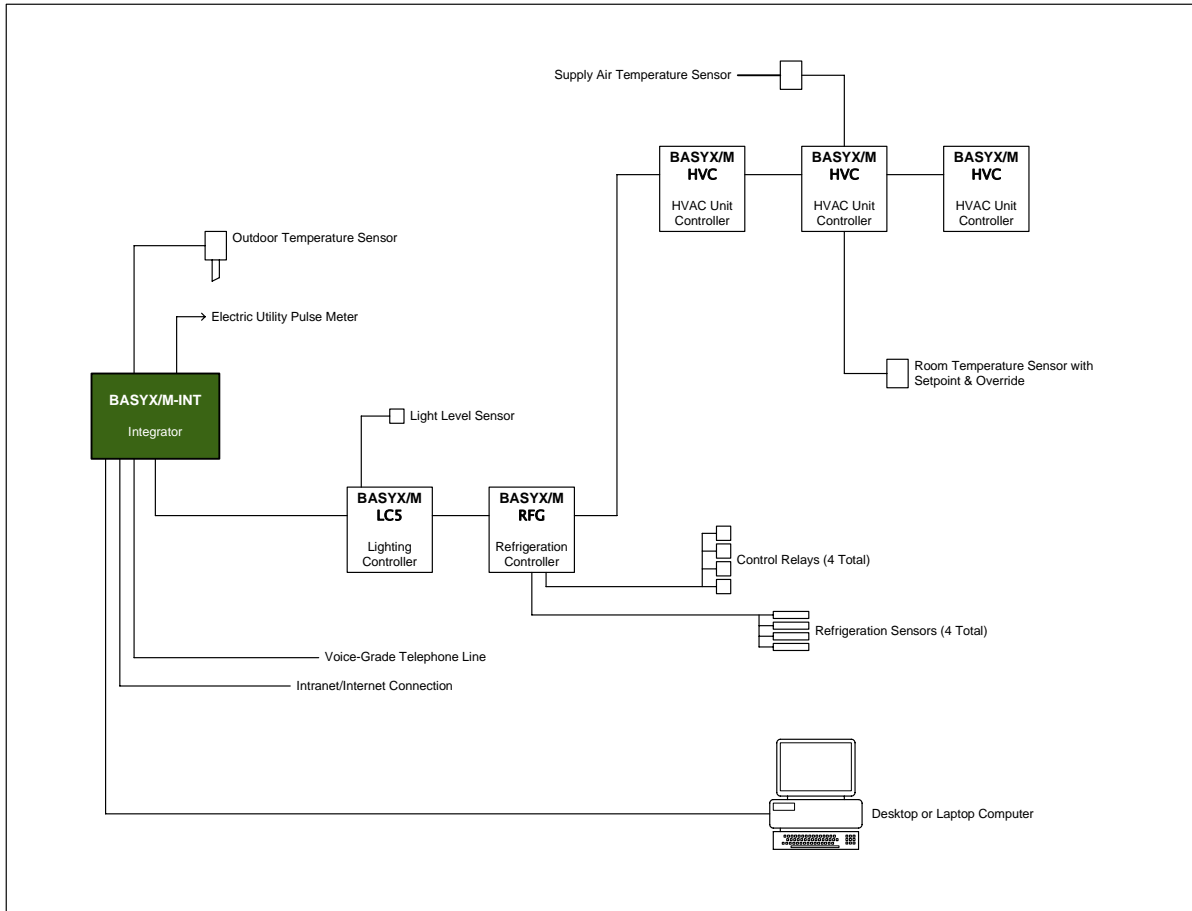 Supply Air Temperature Sensor
BASYX/M
HVC
HVAC Unit
Controller
BASYX/M
HVC
HVAC Unit
Controller
BASYX/M
HVC
HVAC Unit
Controller
Outdoor Temperature Sensor
Electric Utility Pulse Meter
Room Temperature Sensor with
Setpoint & Override
BASYX/M-INT
Integrator
Light Level Sensor
BASYX/M
LC5
Lighting
Controller
BASYX/M
RFG
Refrigeration
Controller
Control Relays (4 Total)
Refrigeration Sensors (4 Total)
Voice-Grade Telephone Line
Intranet/Internet Connection
Desktop or Laptop Computer